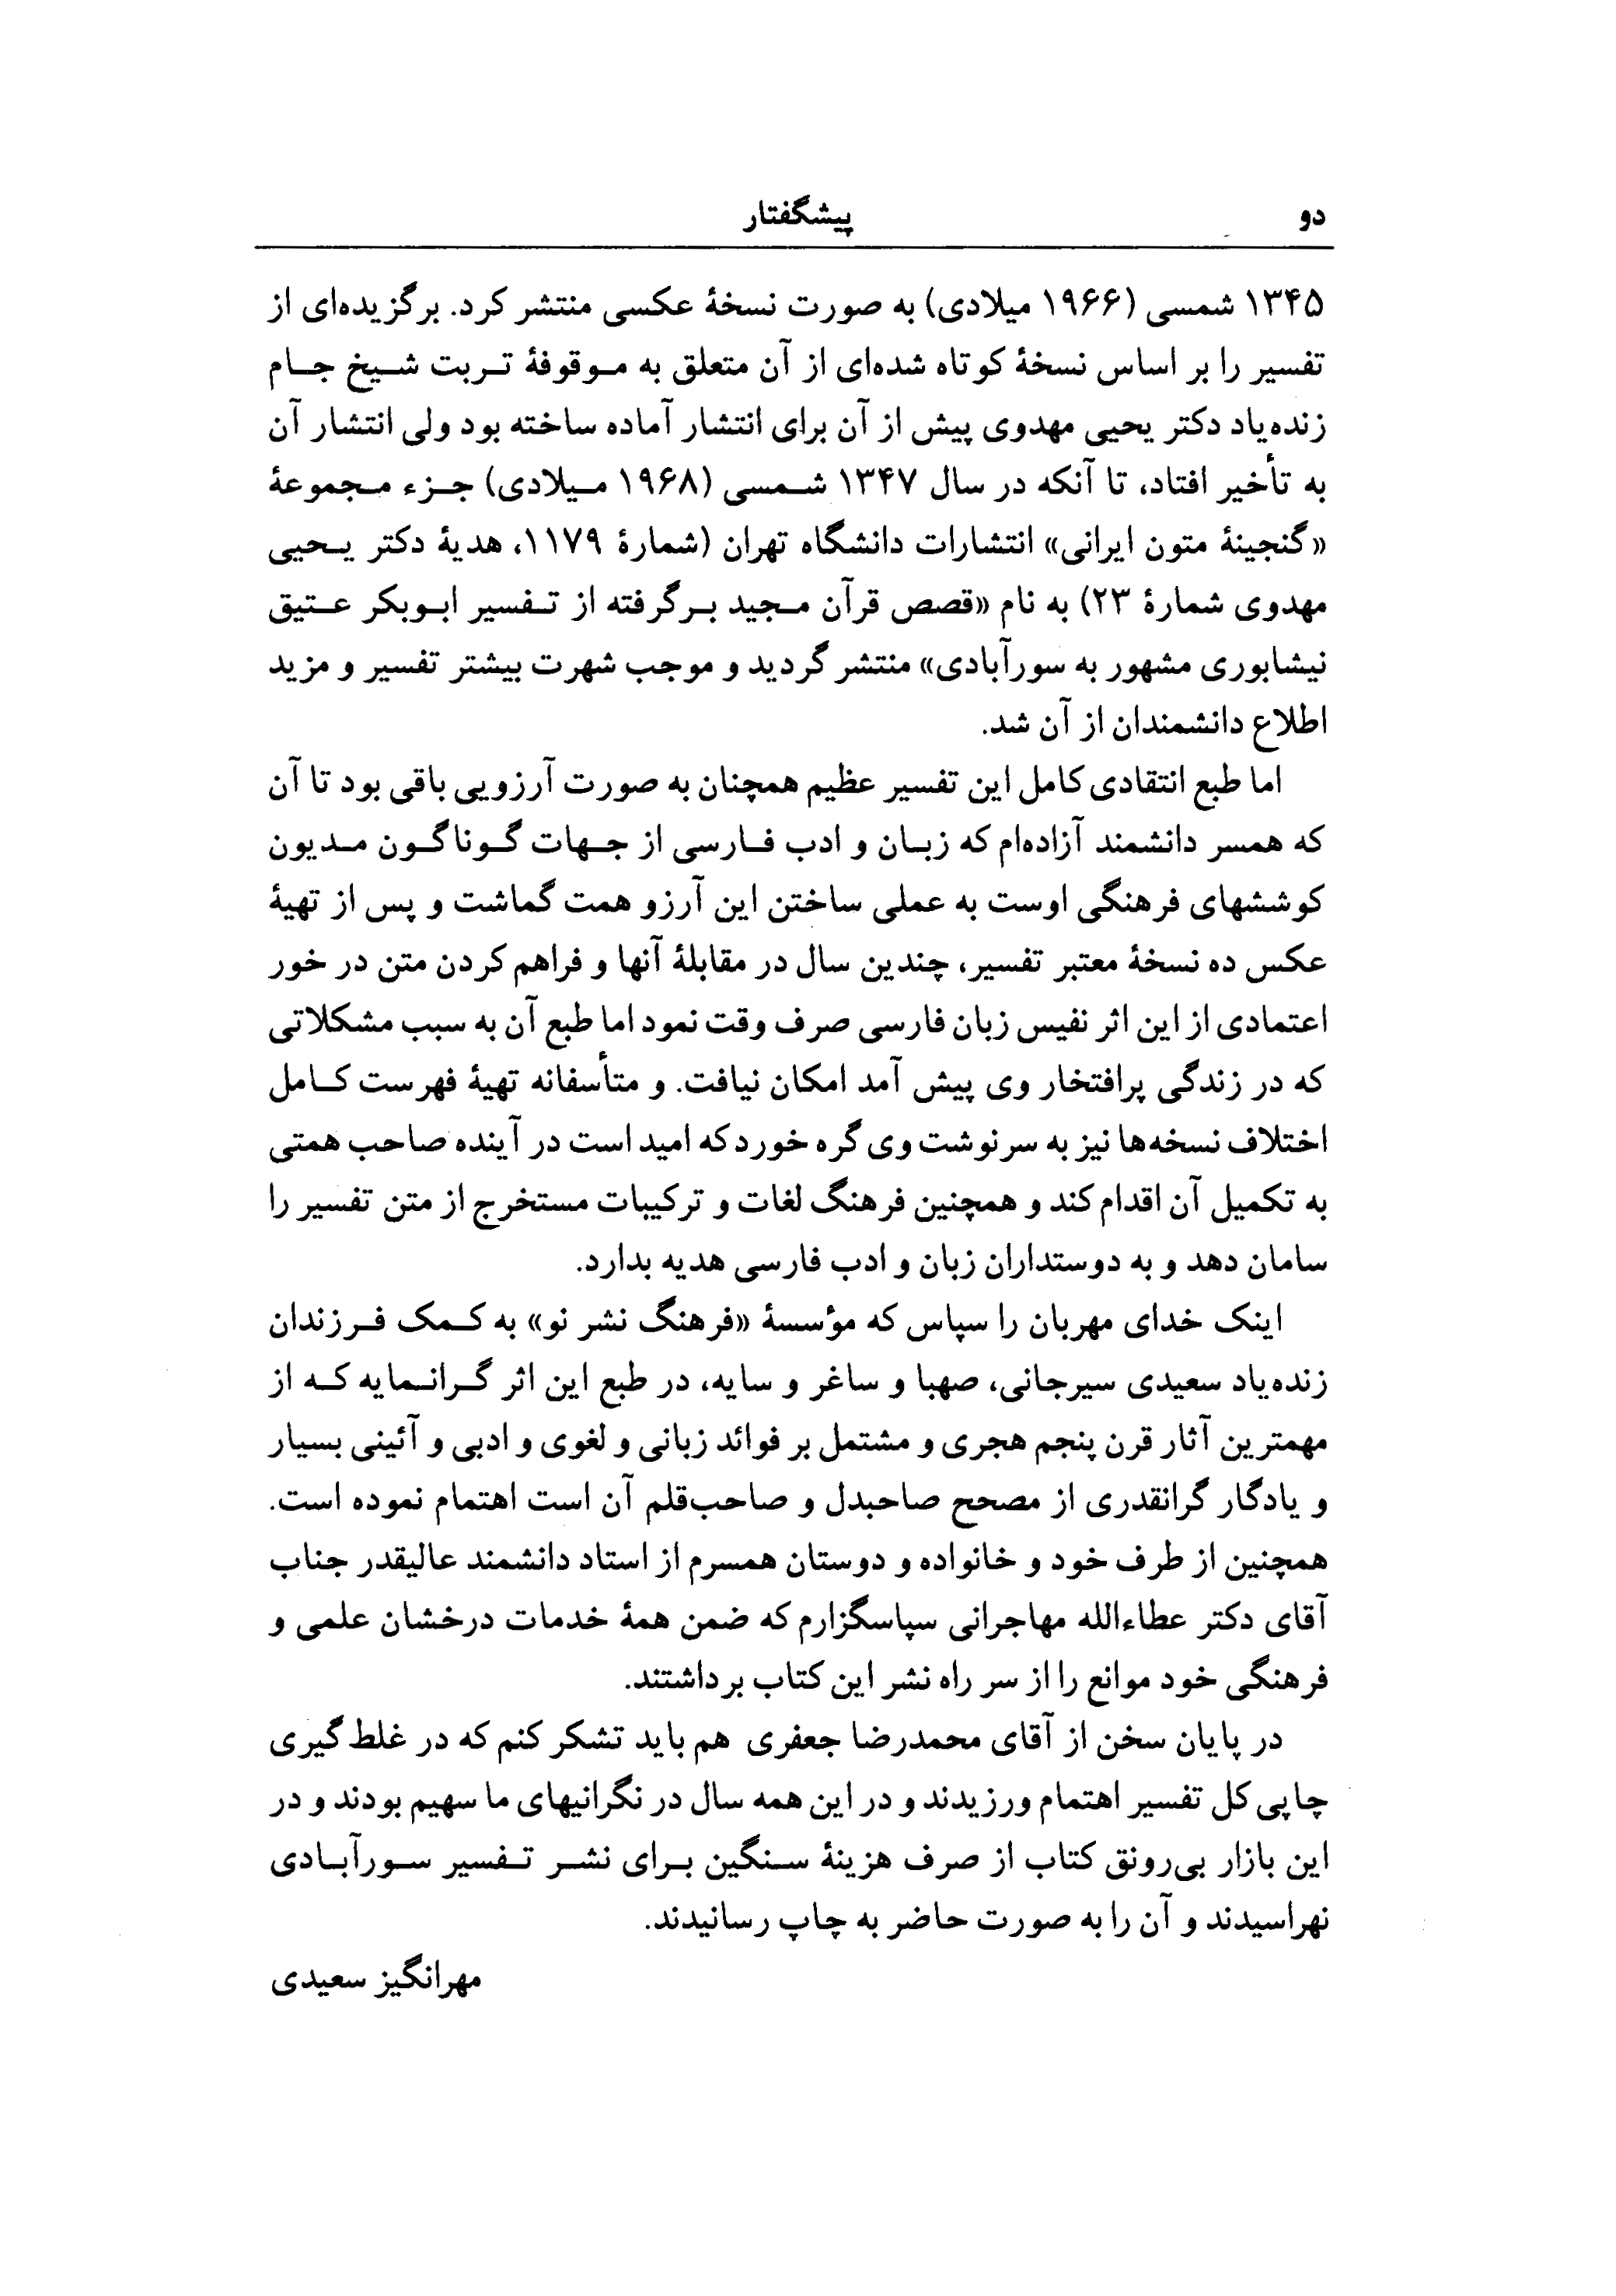 دو
پیشگفتار
۱۳۴۵ شمسی (۱۹۶۶ میلادی) به صورت نسخهٔ عکسی منتشر کرد. برگزیده‌ای از
تفسیر را بر اساس نسخهٔ کوتاه شده‌ای از آن متعلق به موقوفهٔ تربت شیخ جام
زنده‌یاد دکتر یحیی مهدوی پیش از آن برای انتشار آماده ساخته بود ولی انتشار آن
به تأخیر افتاد، تا آنکه در سال ۱۳۴۷ شمسی (۱۹۶۸ میلادی) جزء مجموعهٔ
«گنجینهٔ متون ایرانی» انتشارات دانشگاه تهران (شمارهٔ ۱۱۷۹، هدیهٔ دکتر یحیی
مهدوی شمارهٔ ۲۳) به نام «قصص قرآن مجید برگرفته از تفسیر ابوبکر عتیق
نیشابوری مشهور به سورآبادی» منتشر گردید و موجب شهرت بیشتر تفسیر و مزید
اطلاع دانشمندان از آن شد.
اما طبع انتقادی کامل این تفسیر عظیم همچنان به صورت آرزویی باقی بود تا آن
که همسر دانشمند آزاده‌ام که زبان و ادب فارسی از جهات گوناگون مدیون
کوششهای فرهنگی اوست به عملی ساختن این آرزو همت گماشت و پس از تهیهٔ
عکس ده نسخهٔ معتبر تفسیر، چندین سال در مقابلهٔ آنها و فراهم کردن متن در خور
اعتمادی از این اثر نفیس زبان فارسی صرف وقت نمود اما طبع آن به سبب مشکلاتی
که در زندگی پرافتخار وی پیش آمد امکان نیافت. و متأسفانه تهیهٔ فهرست کامل
اختلاف نسخه‌ها نیز به سرنوشت وی گره خورد که امید است در آینده صاحب همتی
به تکمیل آن اقدام کند و همچنین فرهنگ لغات و ترکیبات مستخرج از متن تفسیر را
سامان دهد و به دوستداران زبان و ادب فارسی هدیه بدارد.
اینک خدای مهربان را سپاس که مؤسسهٔ «فرهنگ نشر نو» به کمک فرزندان
زنده‌یاد سعیدی سیرجانی، صهبا و ساغر و سایه، در طبع این اثر گرانمایه که از
مهمترین آثار قرن پنجم هجری و مشتمل بر فوائد زبانی و لغوی و ادبی و آئینی بسیار
و یادگار گرانقدری از مصحح صاحبدل و صاحب‌قلم آن است اهتمام نموده است.
همچنین از طرف خود و خانواده و دوستان همسرم از استاد دانشمند عالیقدر جناب
آقای دکتر عطاءالله مهاجرانی سپاسگزارم که ضمن همهٔ خدمات درخشان علمی و
فرهنگی خود موانع را از سر راه نشر این کتاب برداشتند.
در پایان سخن از آقای محمدرضا جعفری هم باید تشکر کنم که در غلط گیری
چاپی کل تفسیر اهتمام ورزیدند و در این همه سال در نگرانیهای ما سهیم بودند و در
این بازار بی‌رونق کتاب از صرف هزینهٔ سنگین برای نشر تفسیر سورآبادی
نهراسیدند و آن را به صورت حاضر به چاپ رسانیدند.
مهرانگیز سعیدی